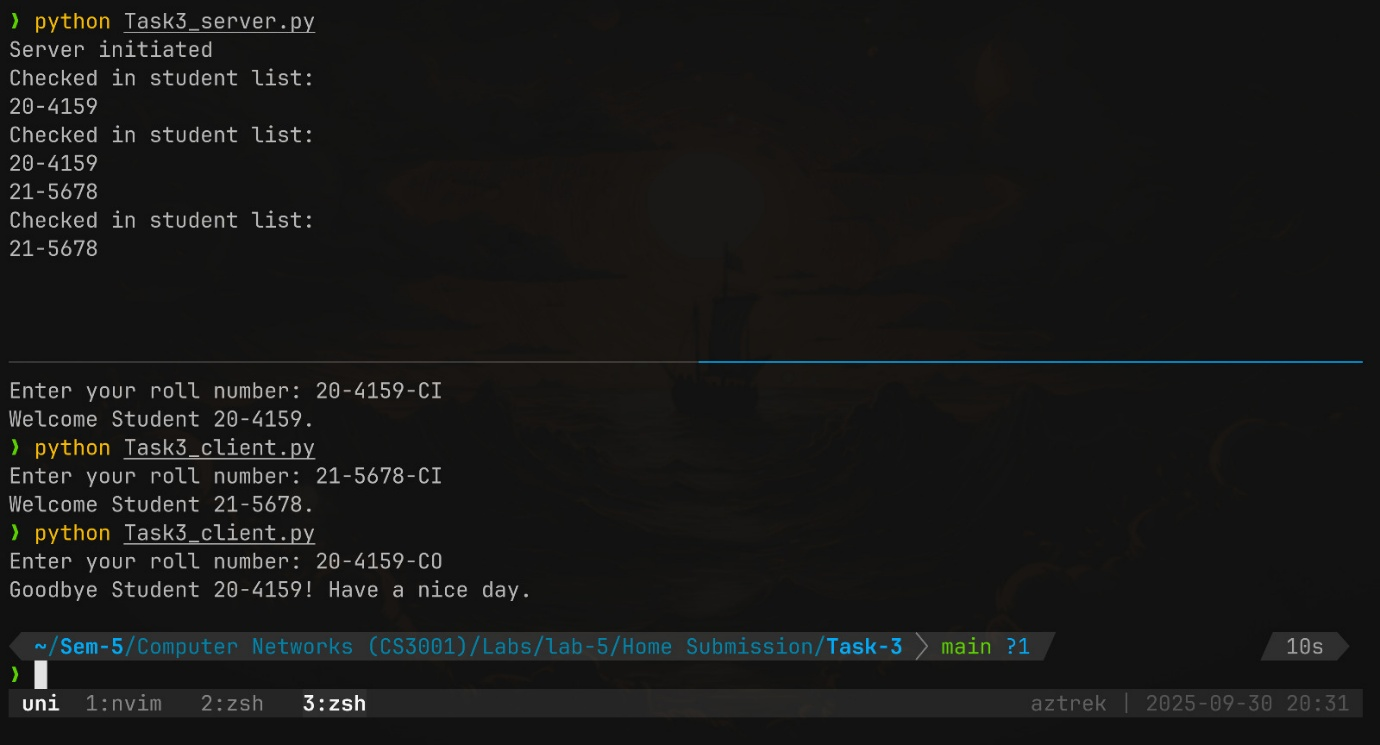 ❯ python Task3_server.py
Server initiated
Checked in student list:
20-4159
Checked in student list:
20-4159
21-5678
Checked in student list:
21-5678
Enter your roll number: 20-4159-CI
Welcome Student 20-4159.
❯ python Task3_client.py
Enter your roll number: 21-5678-CI
Welcome Student 21-5678.
❯ python Task3_client.py
Enter your roll number: 20-4159-CO
Goodbye Student 20-4159! Have a nice day.
~/Sem-5/Computer Networks (CS3001)/Labs/lab-5/Home Submission/Task-3 main ?1 10s
❯
uni 1:nvim 2:zsh 3:zsh aztrek | 2025-09-30 20:31